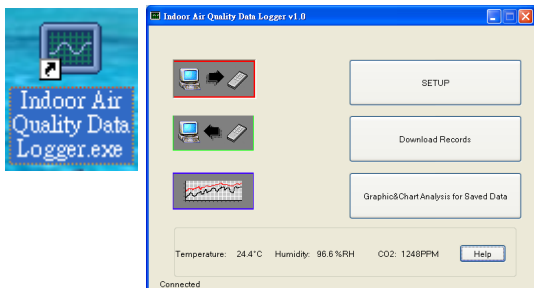 Indoor Air
Quality Data
Logger.exe
Indoor Air Quality Data Logger v1.0
SETUP
Download Records
Graphic&Chart Analysis for Saved Data
Temperature: 24.4°C Humidity: 96.6 %RH CO2: 1248PPM Help
Connected